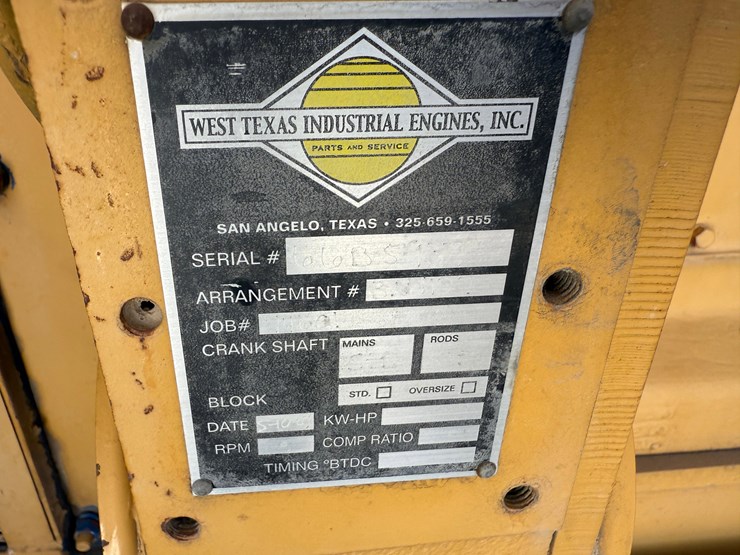 WEST TEXAS INDUSTRIAL ENGINES, INC.
PARTS AND SERVICE
SAN ANGELO, TEXAS • 325-659-1555
SERIAL #
ARRANGEMENT #
JOB#
CRANK SHAFT MAINS RODS
BLOCK STD. OVERSIZE
DATE KW-HP
RPM COMP RATIO
TIMING °BTDC